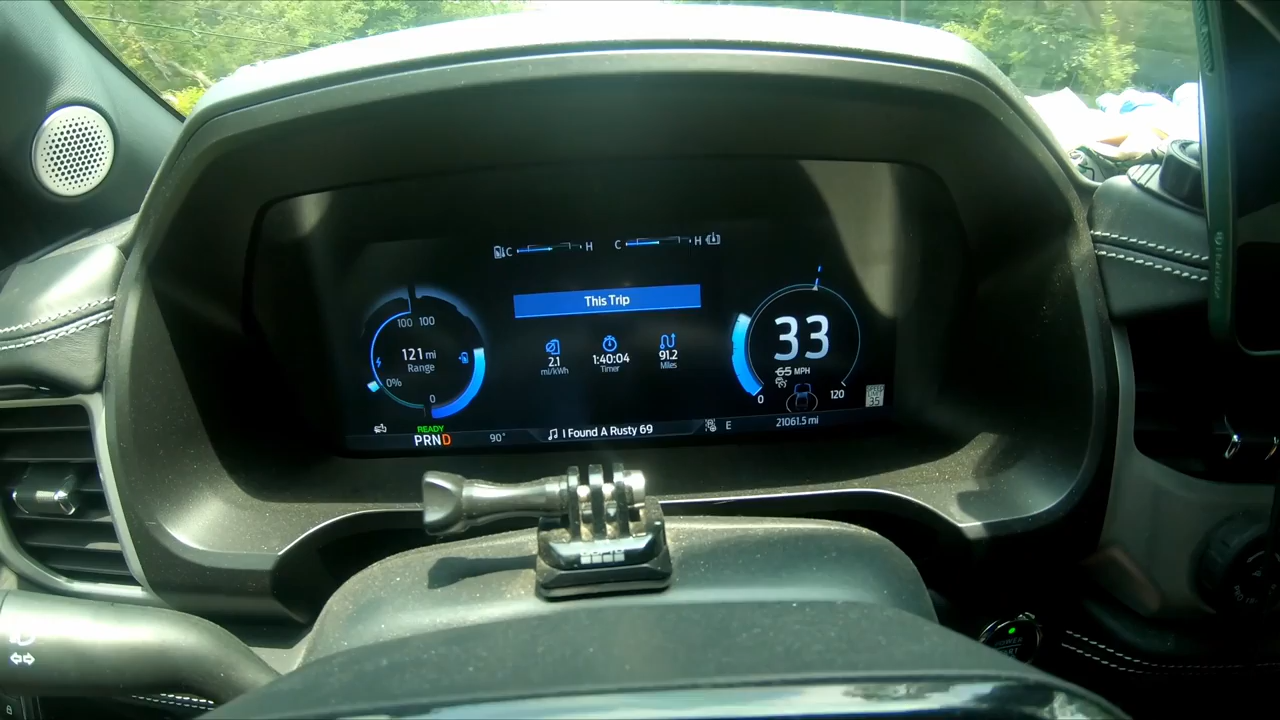 C H C H
This Trip
100 100
121 mi
Range
0%
0
2.1
mi/kWh
1:40:04
Timer
91.2
Miles
33
65 MPH
0
120
SPEED
LIMIT
35
READY
PRND
90°
I Found A Rusty 69
E
21061.5 mi